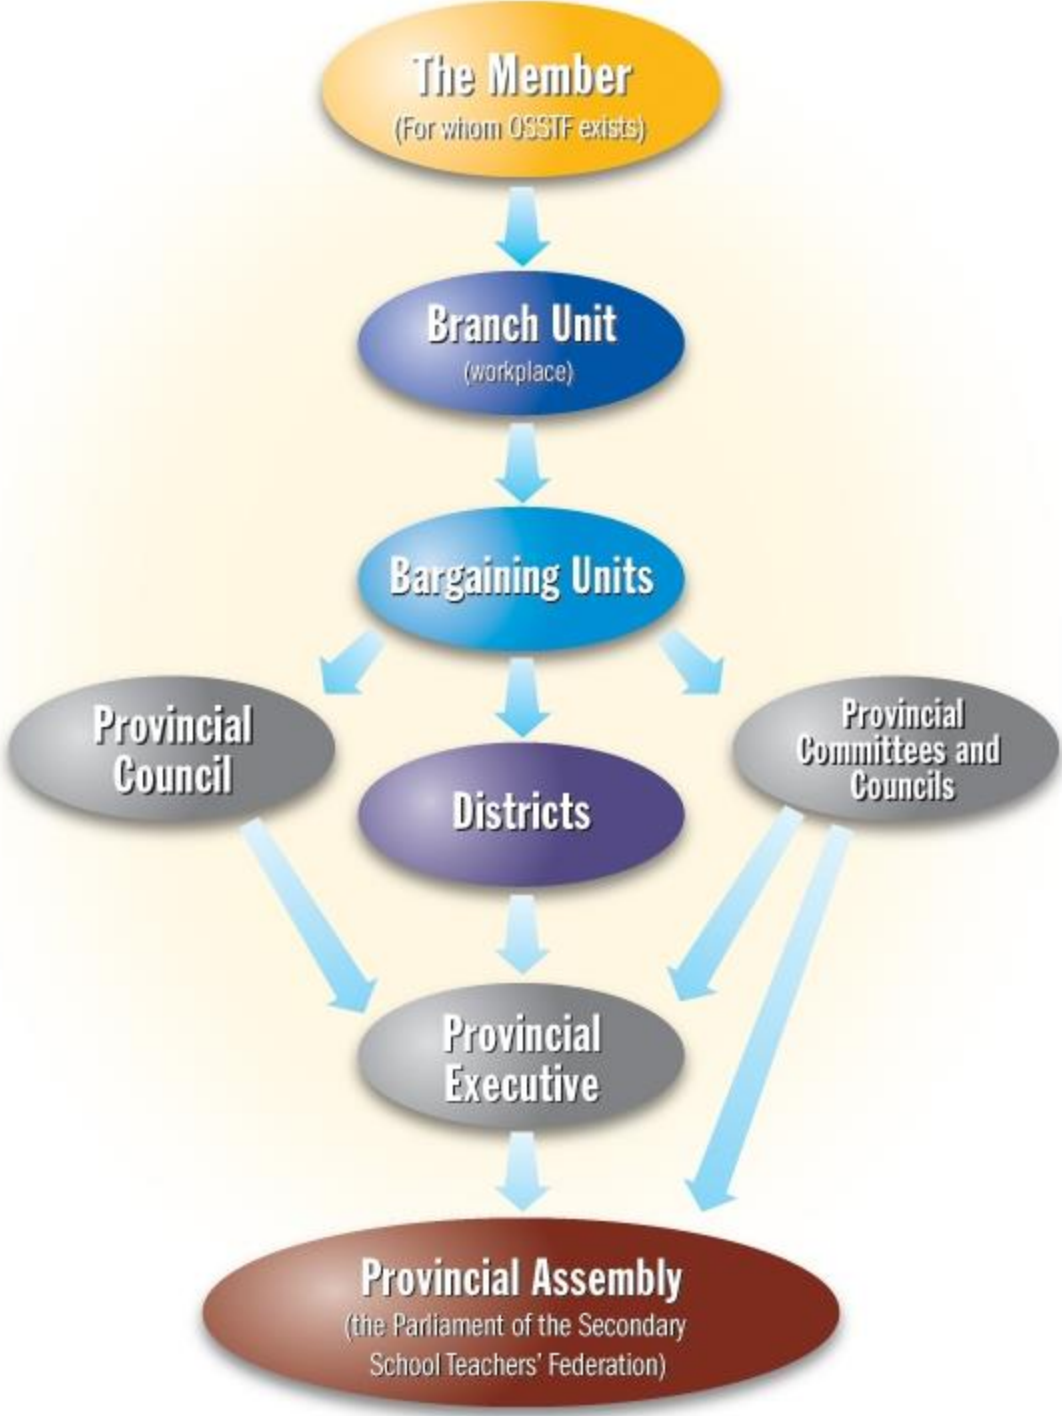 The Member
(For whom OSSTF exists)
Branch Unit
(workplace)
Bargaining Units
Provincial
Council
Provincial
Committees and
Councils
Districts
Provincial
Executive
Provincial Assembly
(the Parliament of the Secondary
School Teachers' Federation)